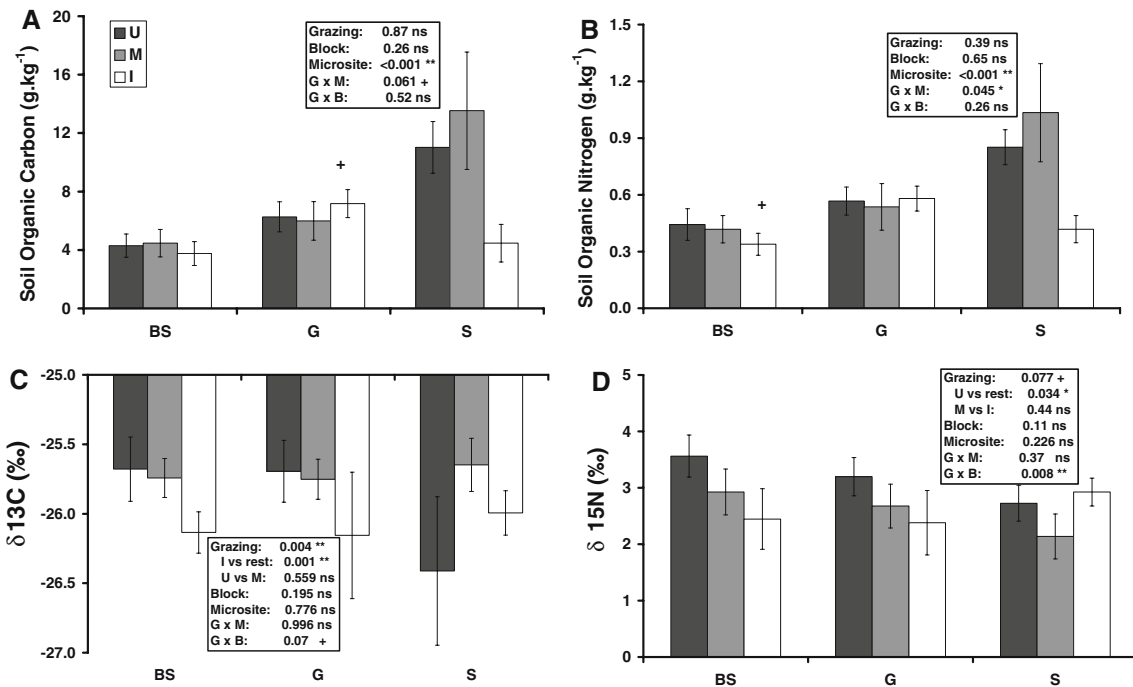 A
Soil Organic Carbon (g.kg⁻¹)
20
16
12
8
4
0
U
M
I
Grazing: 0.87 ns
Block: 0.26 ns
Microsite: <0.001 **
G x M: 0.061 +
G x B: 0.52 ns
+
BS G S
B
Soil Organic Nitrogen (g.kg⁻¹)
1.5
1.2
0.9
0.6
0.3
0.0
Grazing: 0.39 ns
Block: 0.65 ns
Microsite: <0.001 **
G x M: 0.045 *
G x B: 0.26 ns
+
BS G S
C
δ 13C (‰)
-25.0
-25.5
-26.0
-26.5
-27.0
Grazing: 0.004 **
I vs rest: 0.001 **
U vs M: 0.559 ns
Block: 0.195 ns
Microsite: 0.776 ns
G x M: 0.996 ns
G x B: 0.07 +
BS G S
D
δ 15N (‰)
5
4
3
2
1
0
Grazing: 0.077 +
U vs rest: 0.034 *
M vs I: 0.44 ns
Block: 0.11 ns
Microsite: 0.226 ns
G x M: 0.37 ns
G x B: 0.008 **
BS G S